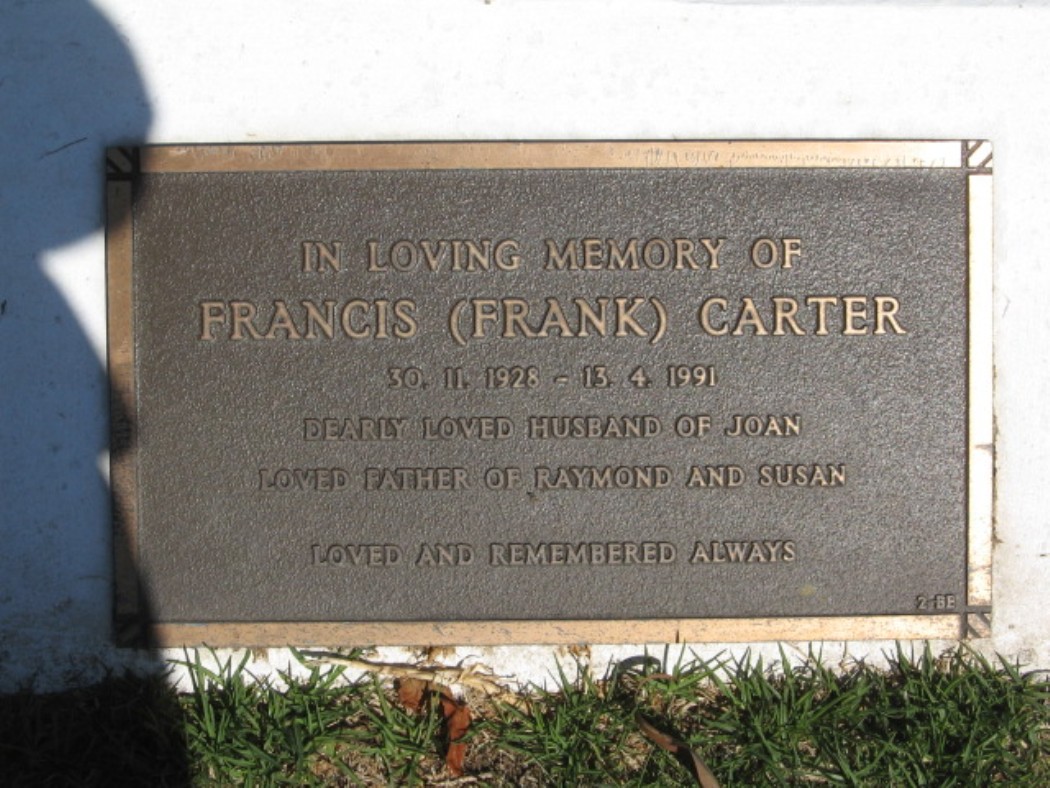 IN LOVING MEMORY OF
FRANCIS (FRANK) CARTER
30. 11. 1928 - 13. 4. 1991
DEARLY LOVED HUSBAND OF JOAN
LOVED FATHER OF RAYMOND AND SUSAN
LOVED AND REMEMBERED ALWAYS
2-BE